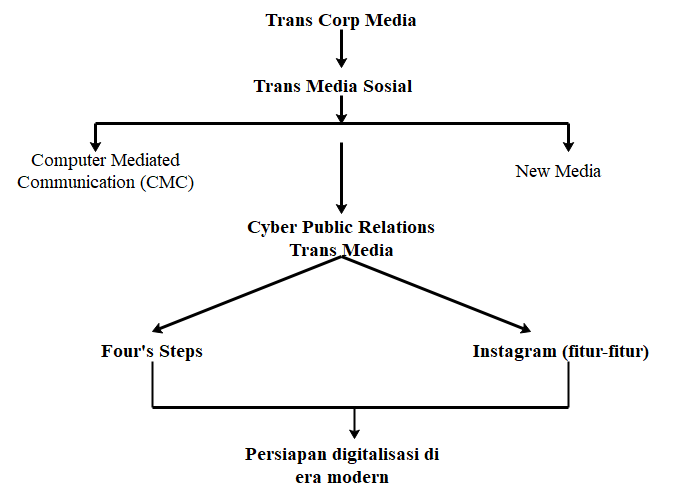 Trans Corp Media
Trans Media Sosial
Computer Mediated
Communication (CMC)
New Media
Cyber Public Relations
Trans Media
Four's Steps
Instagram (fitur-fitur)
Persiapan digitalisasi di
era modern